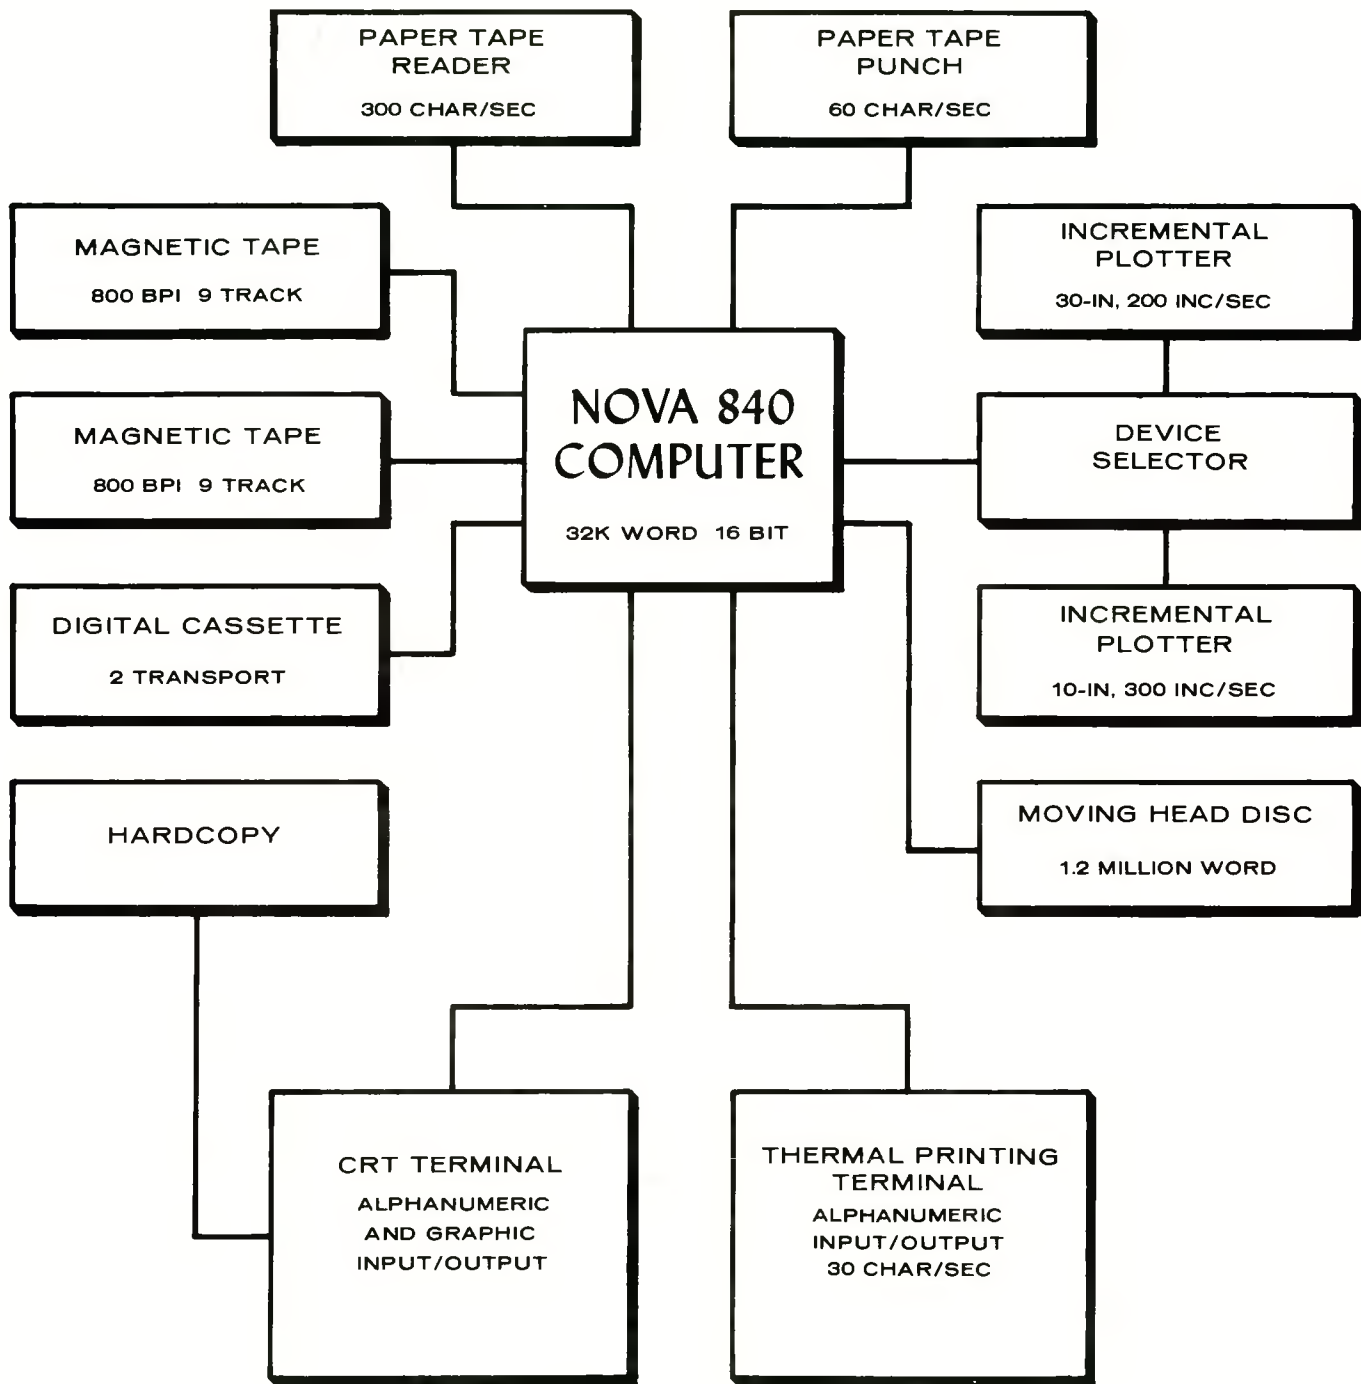 PAPER TAPE
READER
300 CHAR/SEC
PAPER TAPE
PUNCH
60 CHAR/SEC
MAGNETIC TAPE
800 BPI 9 TRACK
INCREMENTAL
PLOTTER
30-IN, 200 INC/SEC
NOVA 840
COMPUTER
32K WORD 16 BIT
MAGNETIC TAPE
800 BPI 9 TRACK
DEVICE
SELECTOR
DIGITAL CASSETTE
2 TRANSPORT
INCREMENTAL
PLOTTER
10-IN, 300 INC/SEC
HARDCOPY
MOVING HEAD DISC
1.2 MILLION WORD
CRT TERMINAL
ALPHANUMERIC
AND GRAPHIC
INPUT/OUTPUT
THERMAL PRINTING
TERMINAL
ALPHANUMERIC
INPUT/OUTPUT
30 CHAR/SEC